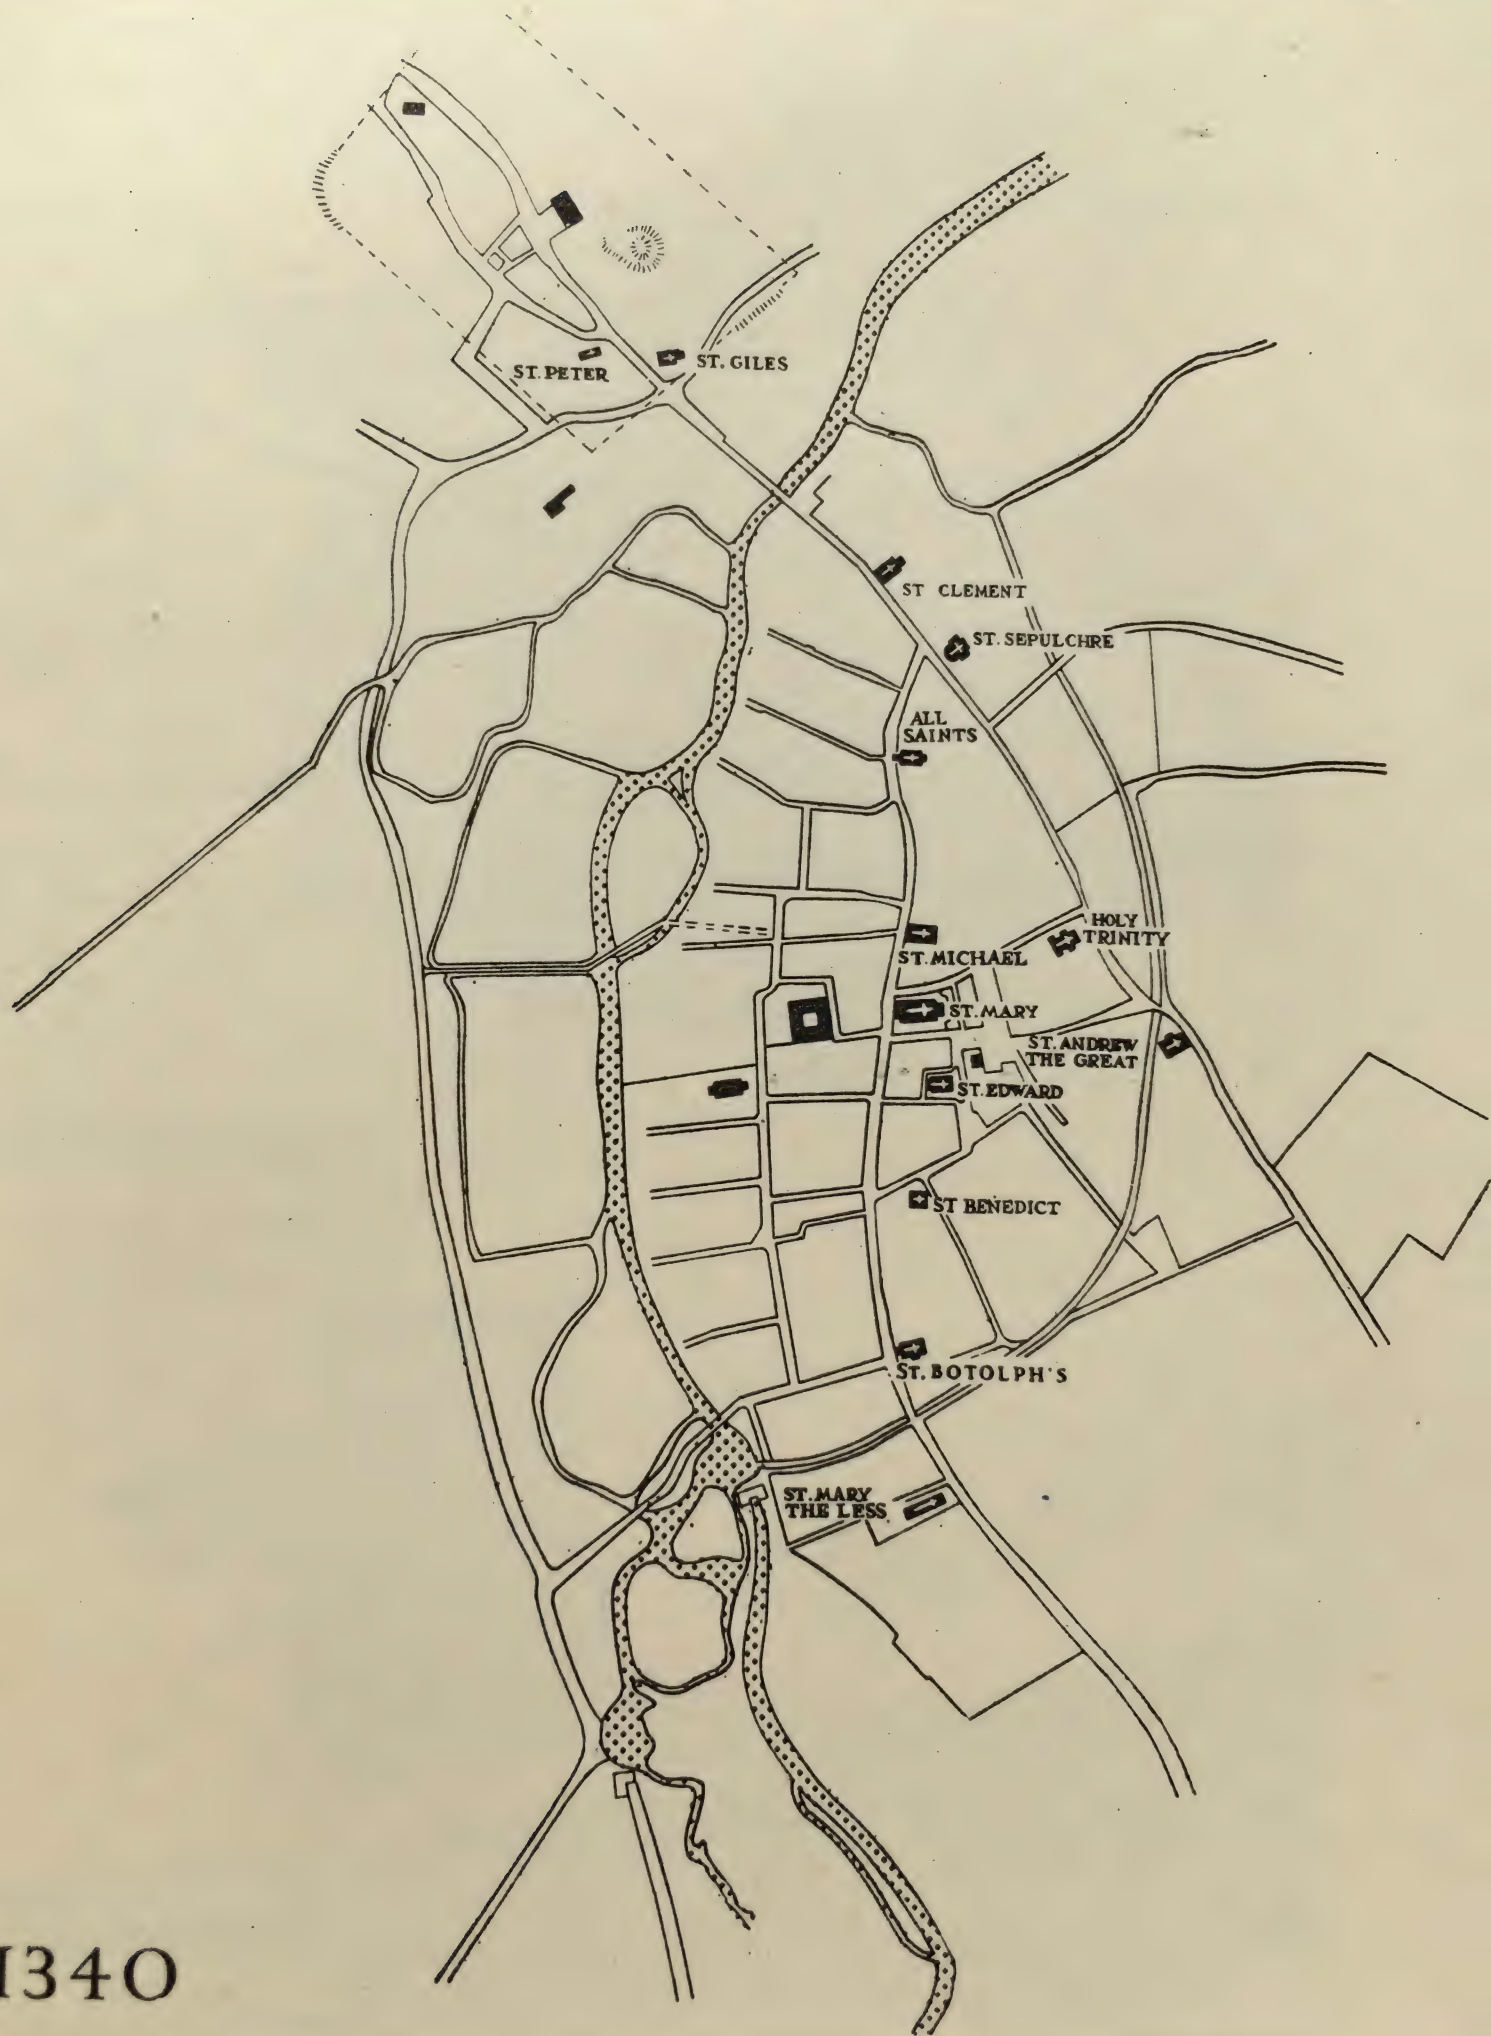 ST. PETER
ST. GILES
ST CLEMENT
ST. SEPULCHRE
ALL
SAINTS
HOLY
TRINITY
ST. MICHAEL
ST. MARY
ST. ANDREW
THE GREAT
ST. EDWARD
ST BENEDICT
ST. BOTOLPH'S
ST. MARY
THE LESS
1340